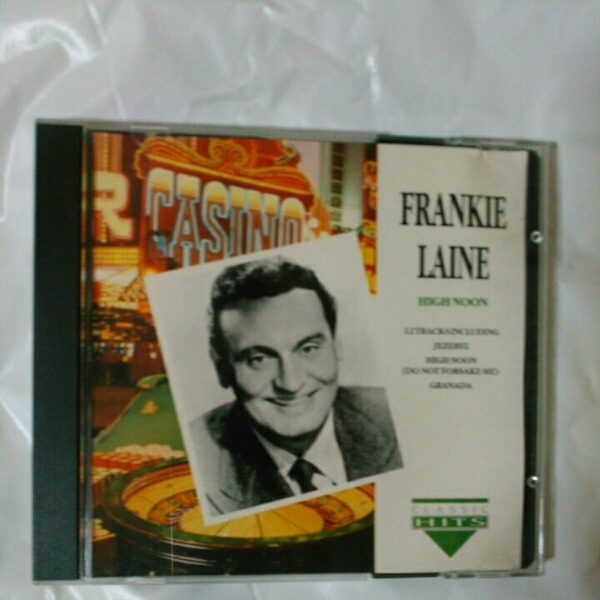 R
CASINO
FRANKIE
LAINE
HIGH NOON
12 TRACKS INCLUDING
JEZEBEL
HIGH NOON
(DO NOT FORSAKE ME)
GRANADA
CLASSIC
HITS